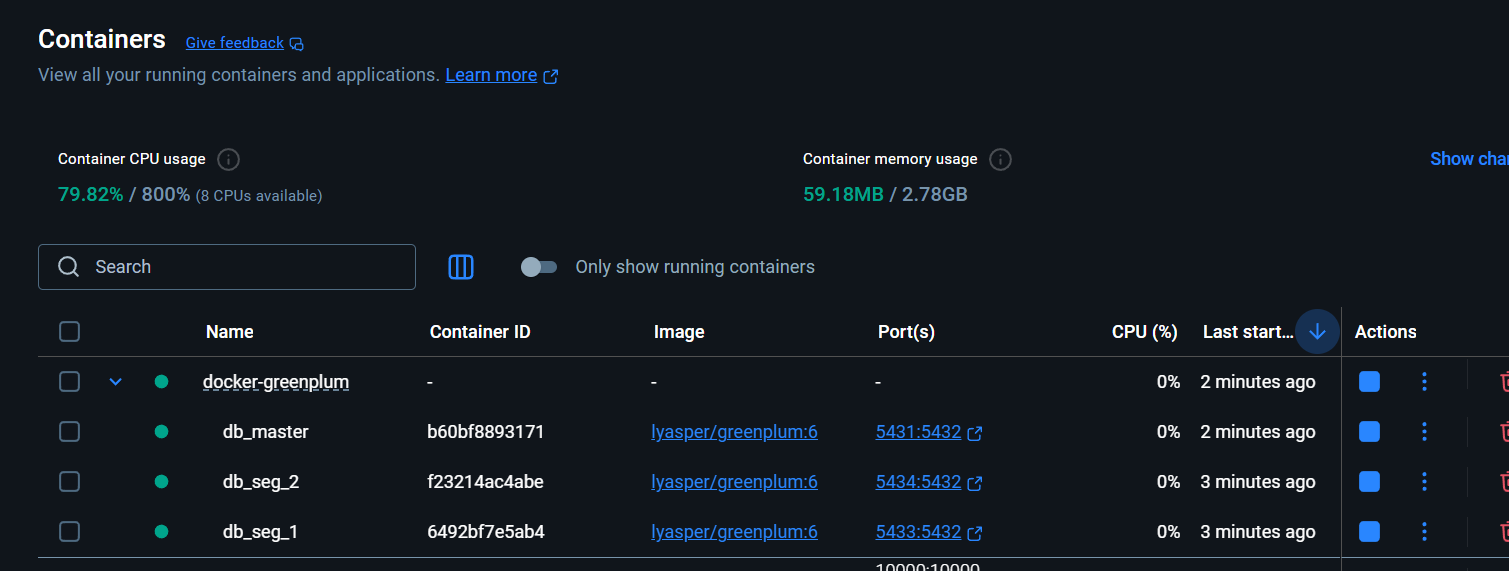 Containers Give feedback
View all your running containers and applications. Learn more
Container CPU usage Container memory usage
79.82% / 800% (8 CPUs available) 59.18MB / 2.78GB
Show char
Search Only show running containers
Name Container ID Image Port(s) CPU (%) Last start... Actions
docker-greenplum - - - 0% 2 minutes ago
db_master b60bf8893171 lyasper/greenplum:6 5431:5432 0% 2 minutes ago
db_seg_2 f23214ac4abe lyasper/greenplum:6 5434:5432 0% 3 minutes ago
db_seg_1 6492bf7e5ab4 lyasper/greenplum:6 5433:5432 0% 3 minutes ago
10000:10000